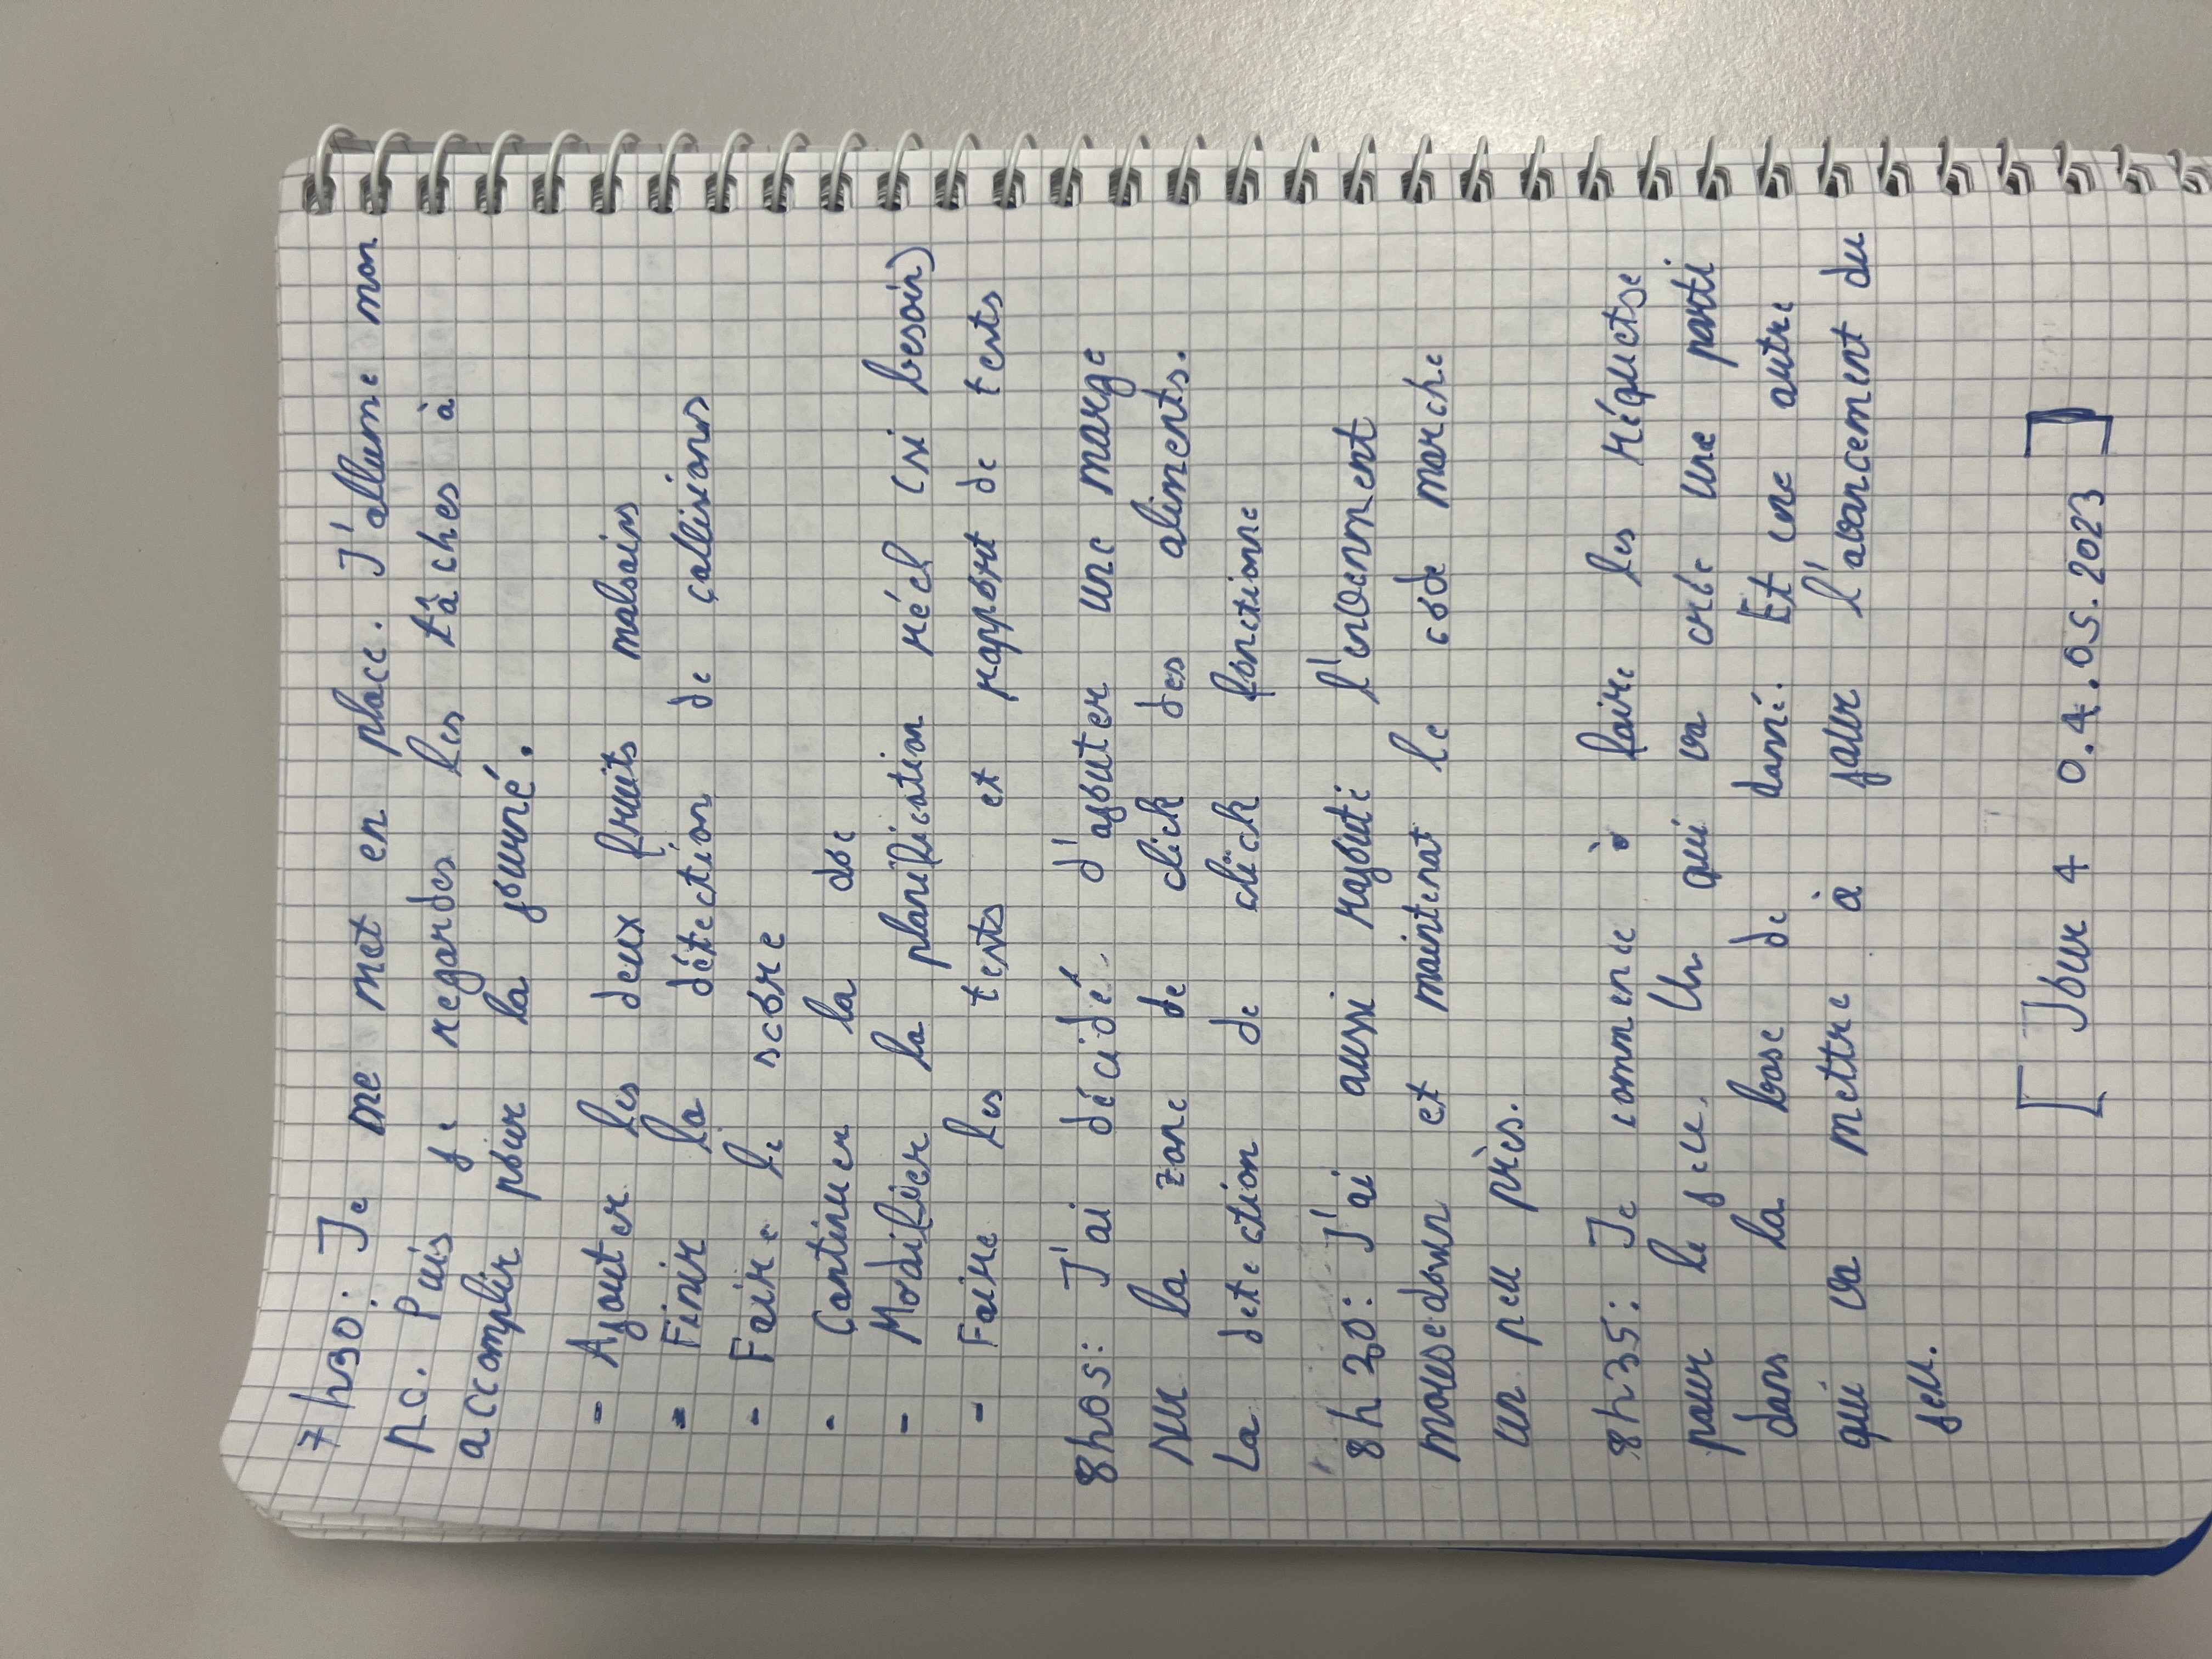 7h30: Je me met en place. J'allume mon
pc. Puis je regardes les tâches à
accomplir pour la journé.
- Ajouter les deux fruits malsains
- Finir la détection de collisions
- Faire le score
- Continuer la doc
- Modifier la planification réel (si besoin)
- Faire les tests et rapport de tests
8h05: J'ai décidé d'ajouter une marge
sur la zone de click des aliments.
La detection de click fonctionne
8h20: J'ai aussi rajouté l'envenment
mousedown et maintenat le code marche
un peu près.
8h35: Je commence à faire les réquetse
pour le jeu. Un qui va crée une parti
dans la base de donné. Et une autre
qui va mettre à jour l'avancement du
jeu.
[ Jour 4 0.4.05.2023 ]